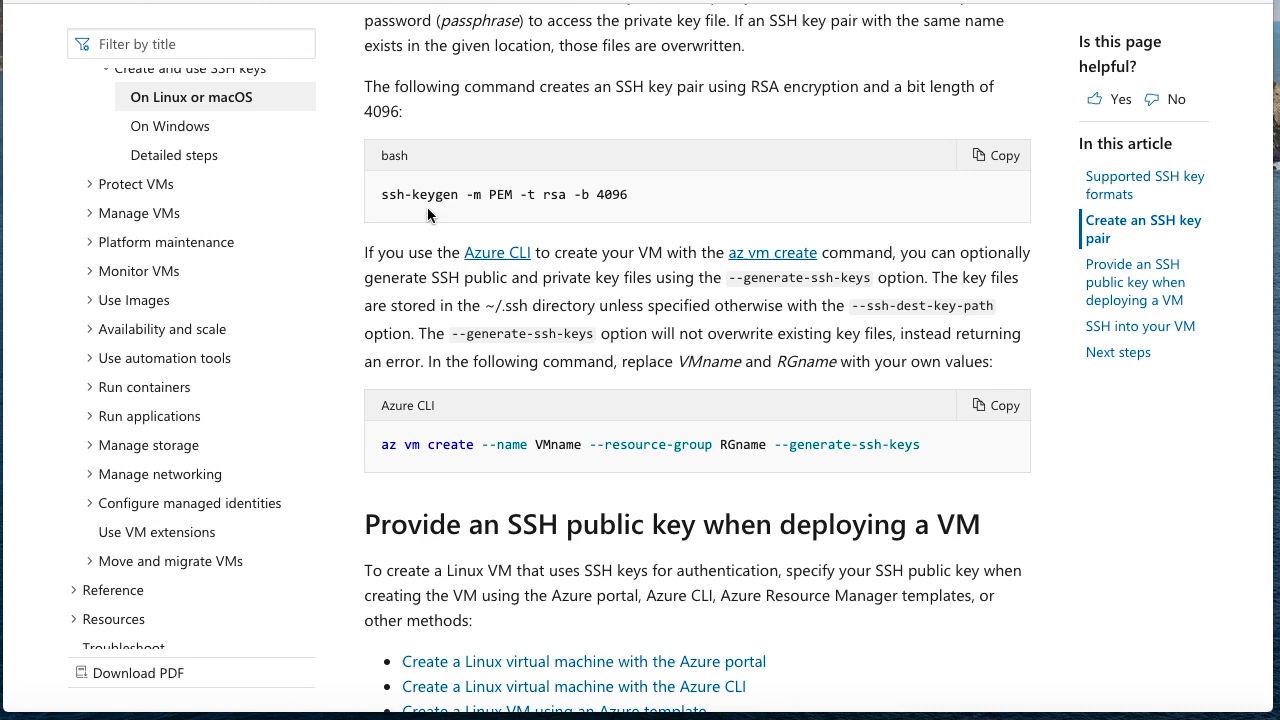 Filter by title
Create and use SSH keys
On Linux or macOS
On Windows
Detailed steps
Protect VMs
Manage VMs
Platform maintenance
Monitor VMs
Use Images
Availability and scale
Use automation tools
Run containers
Run applications
Manage storage
Manage networking
Configure managed identities
Use VM extensions
Move and migrate VMs
Reference
Resources
Troubleshoot
Download PDF
password (passphrase) to access the private key file. If an SSH key pair with the same name
exists in the given location, those files are overwritten.
The following command creates an SSH key pair using RSA encryption and a bit length of
4096:
bash
Copy
ssh-keygen -m PEM -t rsa -b 4096
If you use the Azure CLI to create your VM with the az vm create command, you can optionally
generate SSH public and private key files using the --generate-ssh-keys option. The key files
are stored in the ~/.ssh directory unless specified otherwise with the --ssh-dest-key-path
option. The --generate-ssh-keys option will not overwrite existing key files, instead returning
an error. In the following command, replace VMname and RGname with your own values:
Azure CLI
Copy
az vm create --name VMname --resource-group RGname --generate-ssh-keys
Provide an SSH public key when deploying a VM
To create a Linux VM that uses SSH keys for authentication, specify your SSH public key when
creating the VM using the Azure portal, Azure CLI, Azure Resource Manager templates, or
other methods:
Create a Linux virtual machine with the Azure portal
Create a Linux virtual machine with the Azure CLI
Create a Linux VM using an Azure template
Is this page
helpful?
Yes
No
In this article
Supported SSH key
formats
Create an SSH key
pair
Provide an SSH
public key when
deploying a VM
SSH into your VM
Next steps